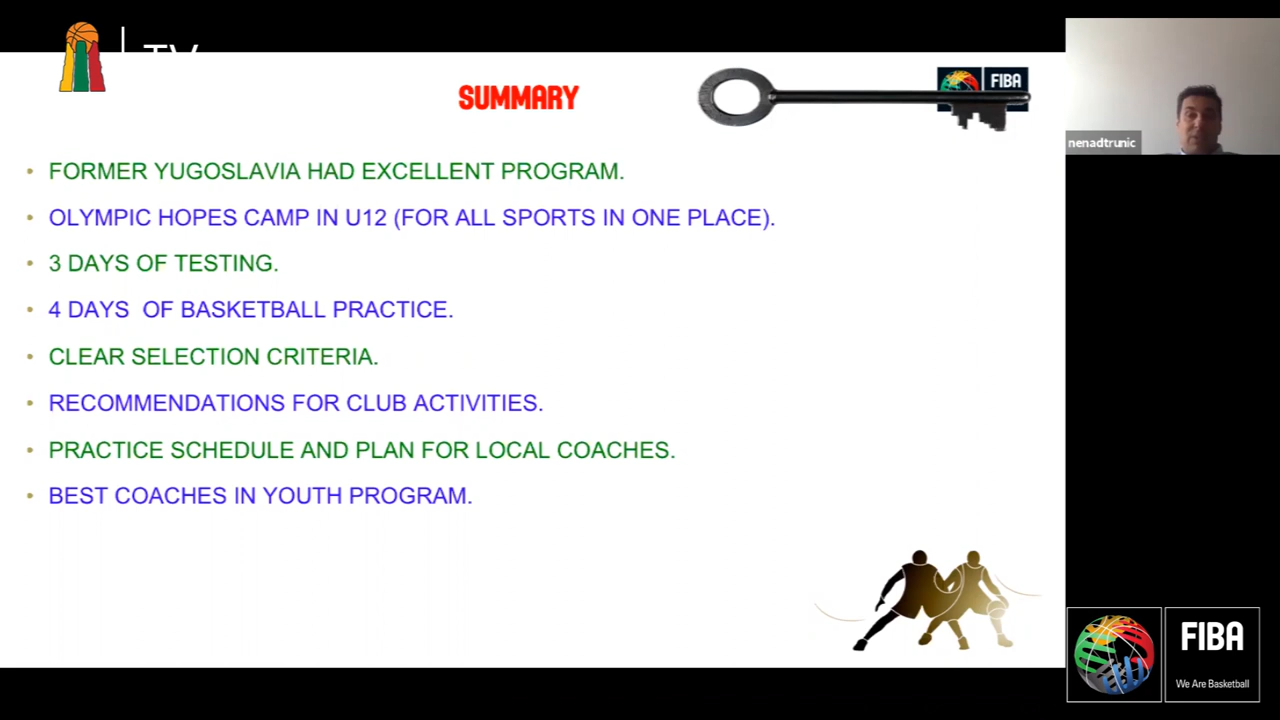 TV
SUMMARY
FIBA
nenadtrunic
FORMER YUGOSLAVIA HAD EXCELLENT PROGRAM.
OLYMPIC HOPES CAMP IN U12 (FOR ALL SPORTS IN ONE PLACE).
3 DAYS OF TESTING.
4 DAYS OF BASKETBALL PRACTICE.
CLEAR SELECTION CRITERIA.
RECOMMENDATIONS FOR CLUB ACTIVITIES.
PRACTICE SCHEDULE AND PLAN FOR LOCAL COACHES.
BEST COACHES IN YOUTH PROGRAM.
FIBA
We Are Basketball